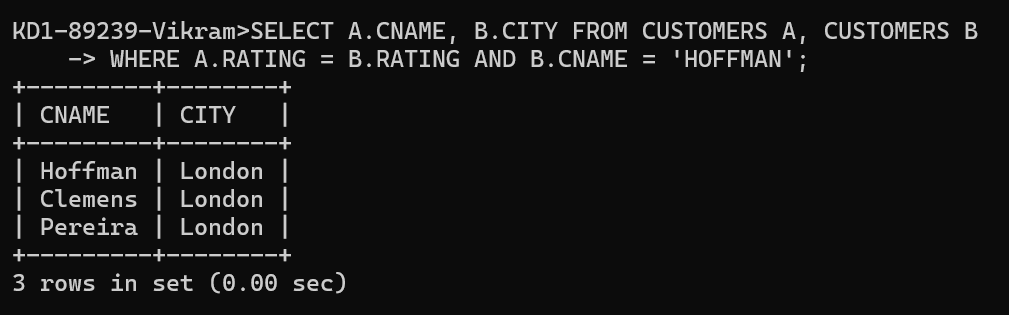 KD1-89239-Vikram>SELECT A.CNAME, B.CITY FROM CUSTOMERS A, CUSTOMERS B
    -> WHERE A.RATING = B.RATING AND B.CNAME = 'HOFFMAN';
+---------+--------+
| CNAME   | CITY   |
+---------+--------+
| Hoffman | London |
| Clemens | London |
| Pereira | London |
+---------+--------+
3 rows in set (0.00 sec)